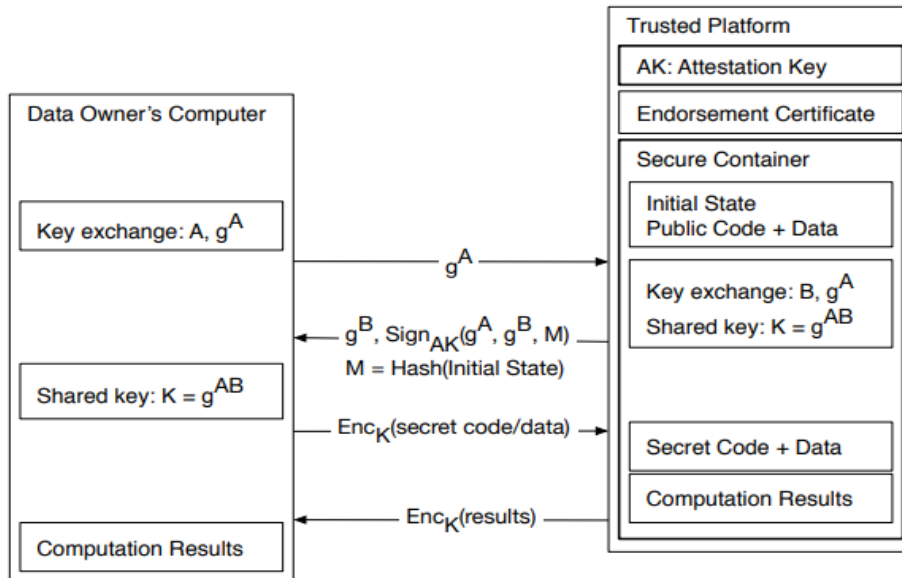 Trusted Platform
AK: Attestation Key
Data Owner's Computer
Endorsement Certificate
Secure Container
Initial State
Public Code + Data
Key exchange: A, g^A
g^A
Key exchange: B, g^A
Shared key: K = g^AB
g^B, Sign_AK(g^A, g^B, M)
M = Hash(Initial State)
Shared key: K = g^AB
Enc_K(secret code/data)
Secret Code + Data
Computation Results
Enc_K(results)
Computation Results